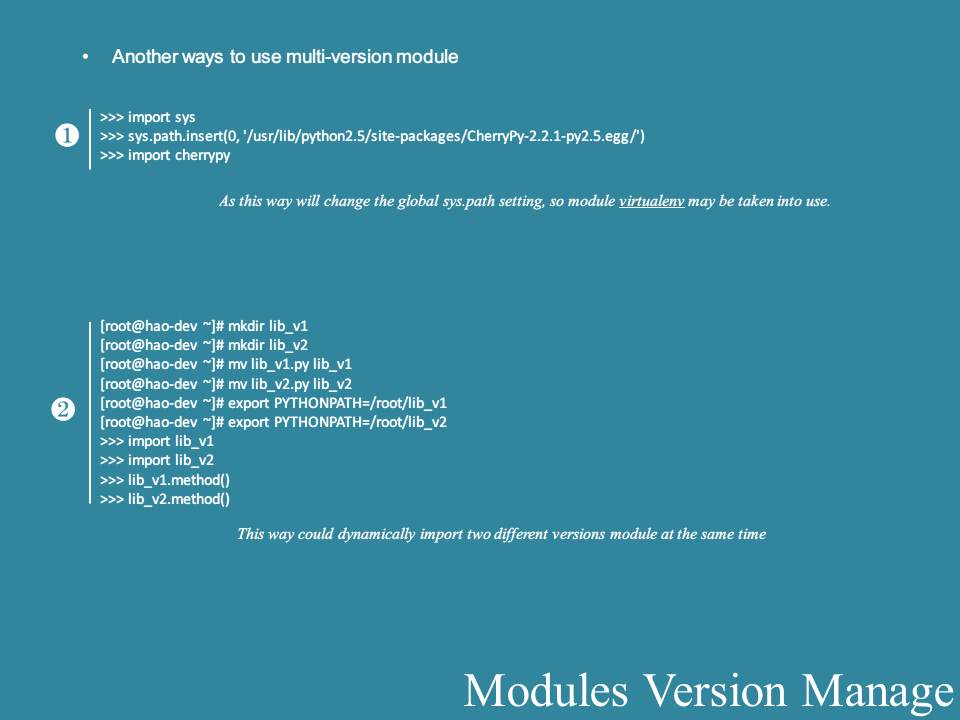 • Another ways to use multi-version module
❶
>>> import sys
>>> sys.path.insert(0, '/usr/lib/python2.5/site-packages/CherryPy-2.2.1-py2.5.egg/')
>>> import cherrypy
As this way will change the global sys.path setting, so module virtualenv may be taken into use.
❷
[root@hao-dev ~]# mkdir lib_v1
[root@hao-dev ~]# mkdir lib_v2
[root@hao-dev ~]# mv lib_v1.py lib_v1
[root@hao-dev ~]# mv lib_v2.py lib_v2
[root@hao-dev ~]# export PYTHONPATH=/root/lib_v1
[root@hao-dev ~]# export PYTHONPATH=/root/lib_v2
>>> import lib_v1
>>> import lib_v2
>>> lib_v1.method()
>>> lib_v2.method()
This way could dynamically import two different versions module at the same time
Modules Version Manage